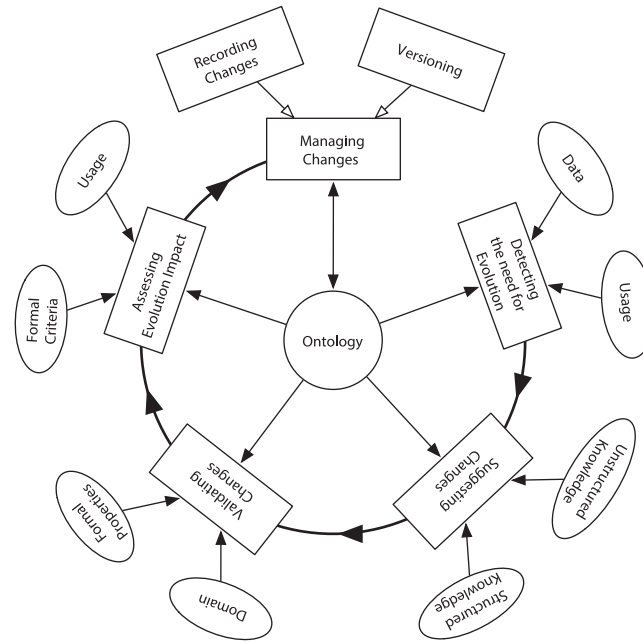 Recording
Changes
Versioning
Managing
Changes
Usage
Data
Assessing
Evolution Impact
Detecting
the need for
Evolution
Formal
Criteria
Usage
Ontology
Validating
Changes
Suggesting
Changes
Unstructured
Knowledge
Formal
properties
Domain
Structured
Knowledge